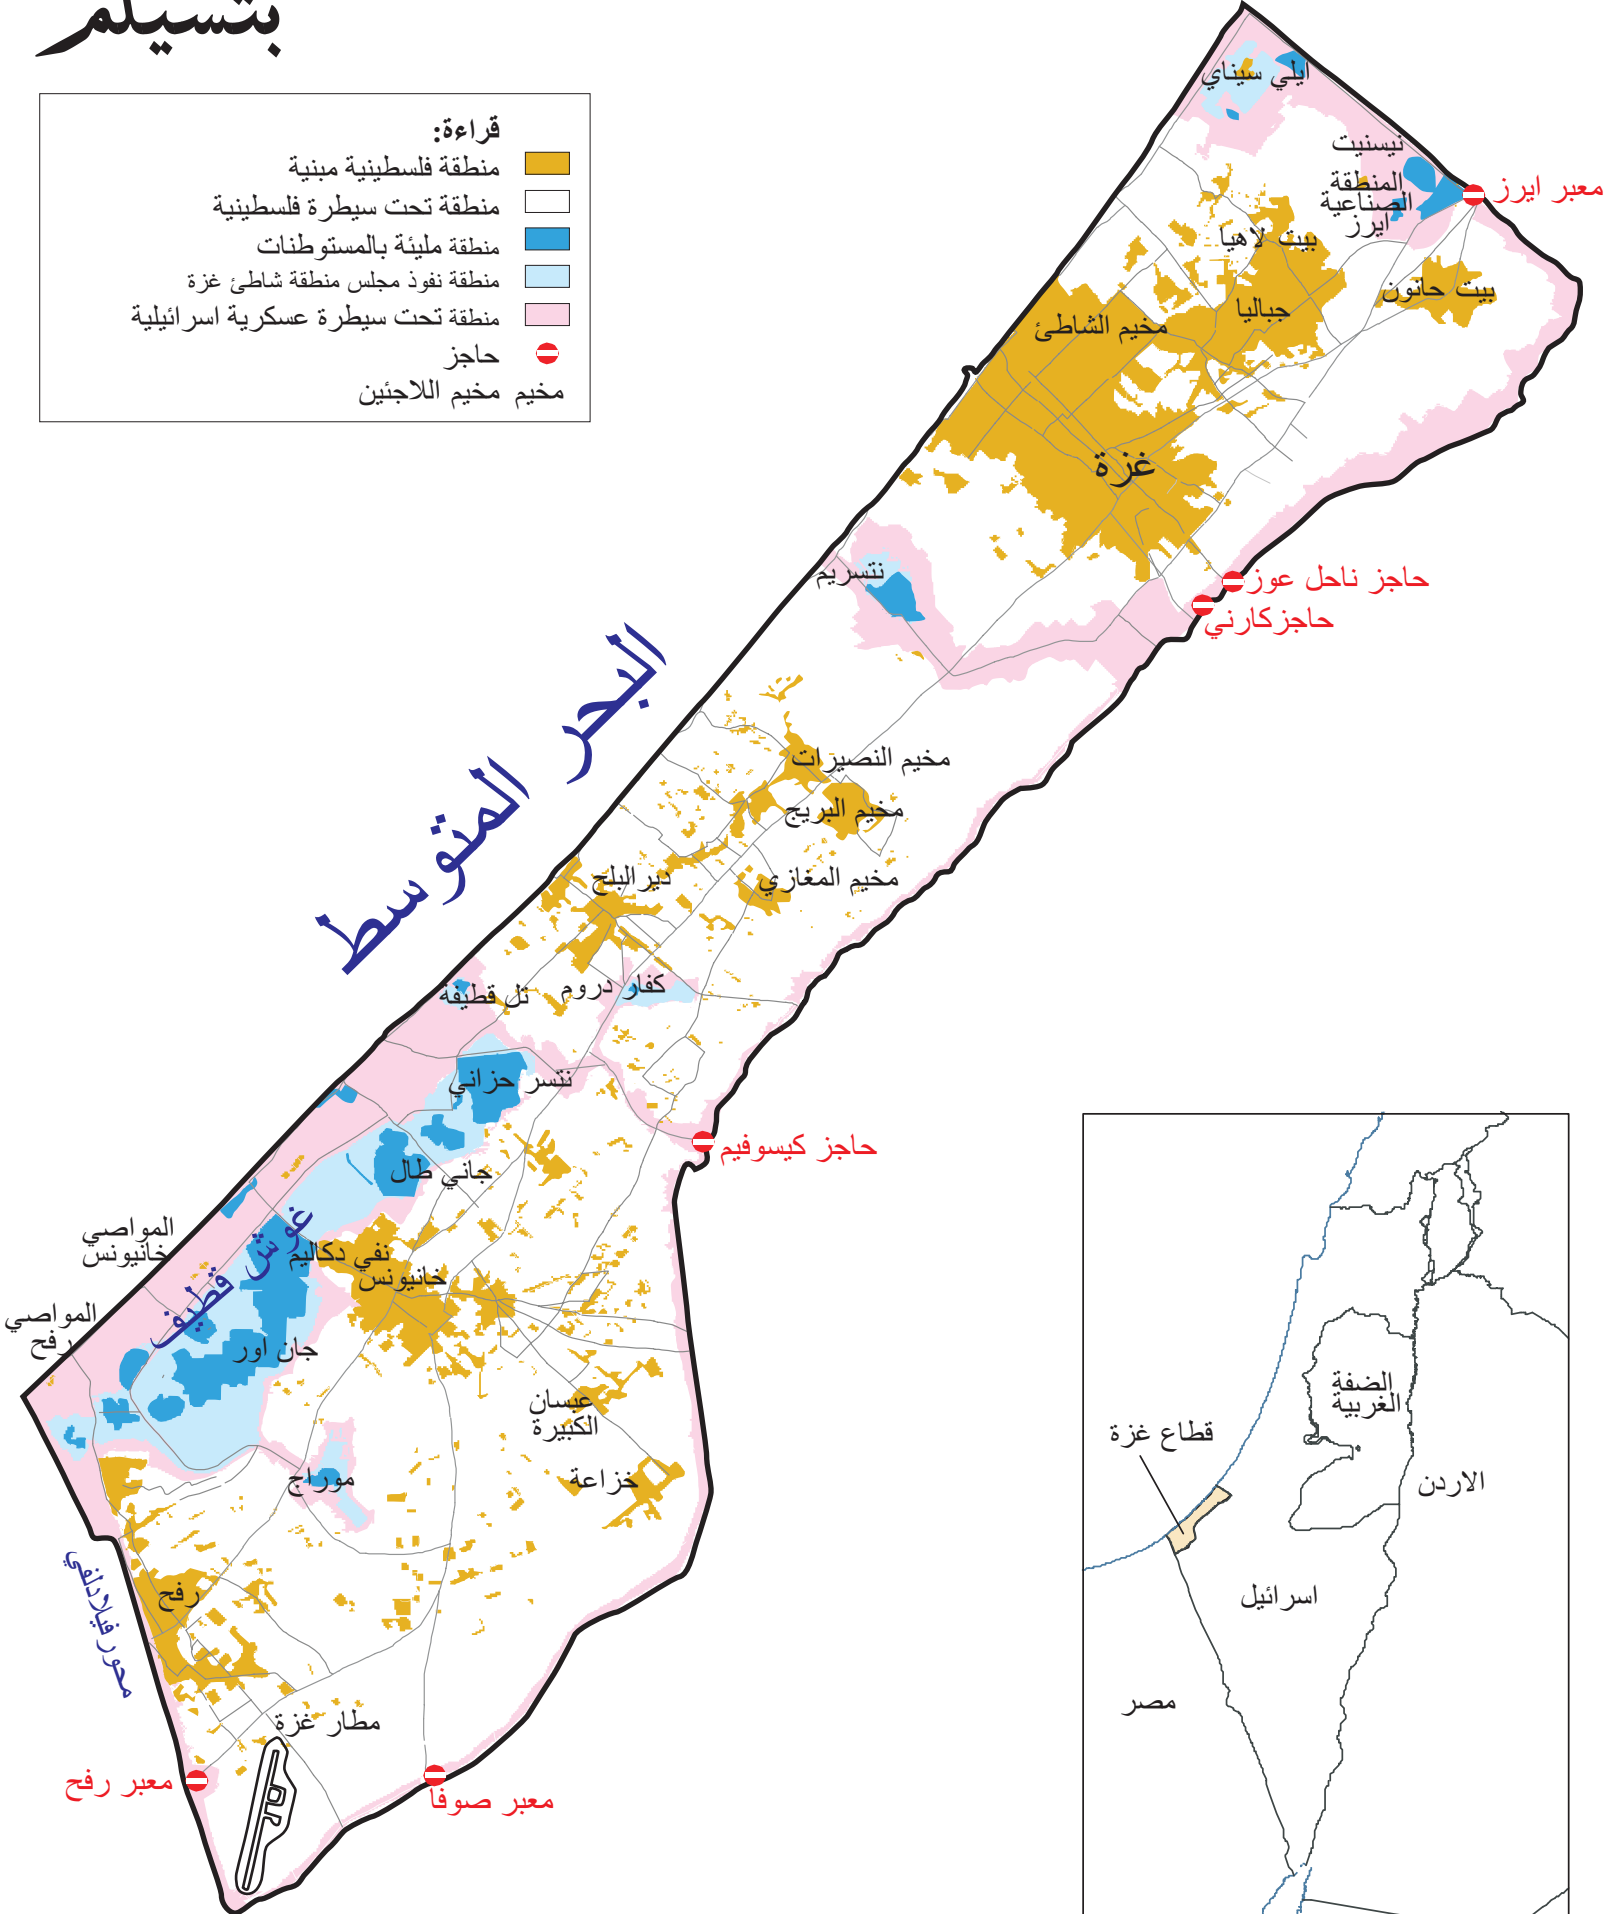 بتسيلم
قراءة:
منطقة فلسطينية مبنية
منطقة تحت سيطرة فلسطينية
منطقة مليئة بالمستوطنات
منطقة نفوذ مجلس منطقة شاطئ غزة
منطقة تحت سيطرة عسكرية اسرائيلية
حاجز
مخيم مخيم اللاجئين
ايلي سيناي
نيسنيت
المنطقة
الصناعية
ايرز
معبر ايرز
بيت لاهيا
بيت حانون
جباليا
مخيم الشاطئ
غزة
نتسريم
حاجز ناحل عوز
حاجزكارني
البحر المتوسط
مخيم النصيرات
مخيم البريج
مخيم المغازي
ديرالبلح
كفار دروم
تل قطيفة
نتسر حزاني
حاجز كيسوفيم
جاني طال
غوش قطيف
المواصي
خانيونس
نفي دكاليم
خانيونس
المواصي
رفح
جان اور
عبسان
الكبيرة
خزاعة
موراج
رفح
محور فيلادلفي
مطار غزة
معبر رفح
معبر صوفا
الضفة
الغربية
قطاع غزة
الاردن
اسرائيل
مصر